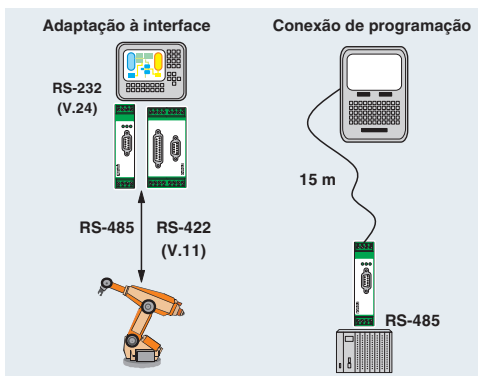 Adaptação à interface
Conexão de programação
RS-232
(V.24)
15 m
RS-485
RS-422
(V.11)
RS-485